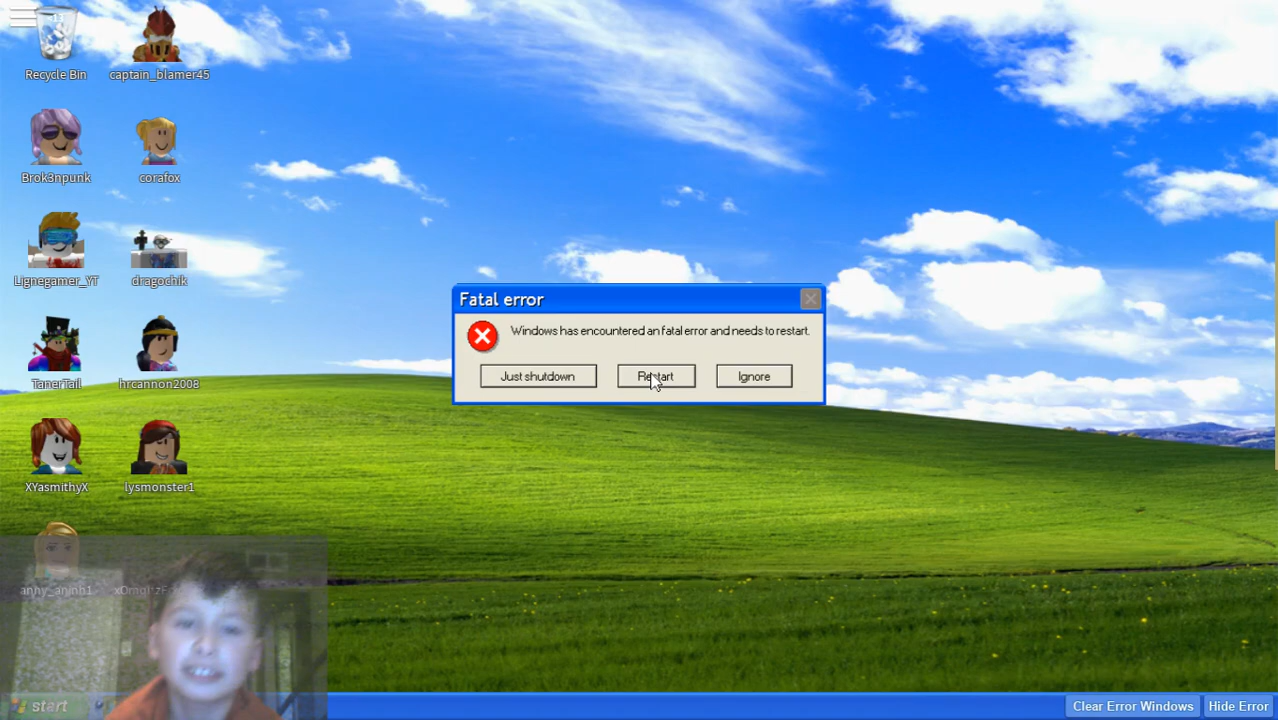 Recycle Bin
captain_blamer45
Brok3npunk
corafox
Lignegamer_YT
dragochik
Fatal error
Windows has encountered an fatal error and needs to restart.
Just shutdown
Restart
Ignore
TanerTail
hrcannon2008
XYasmithyX
lysmonster1
start
Clear Error Windows
Hide Error